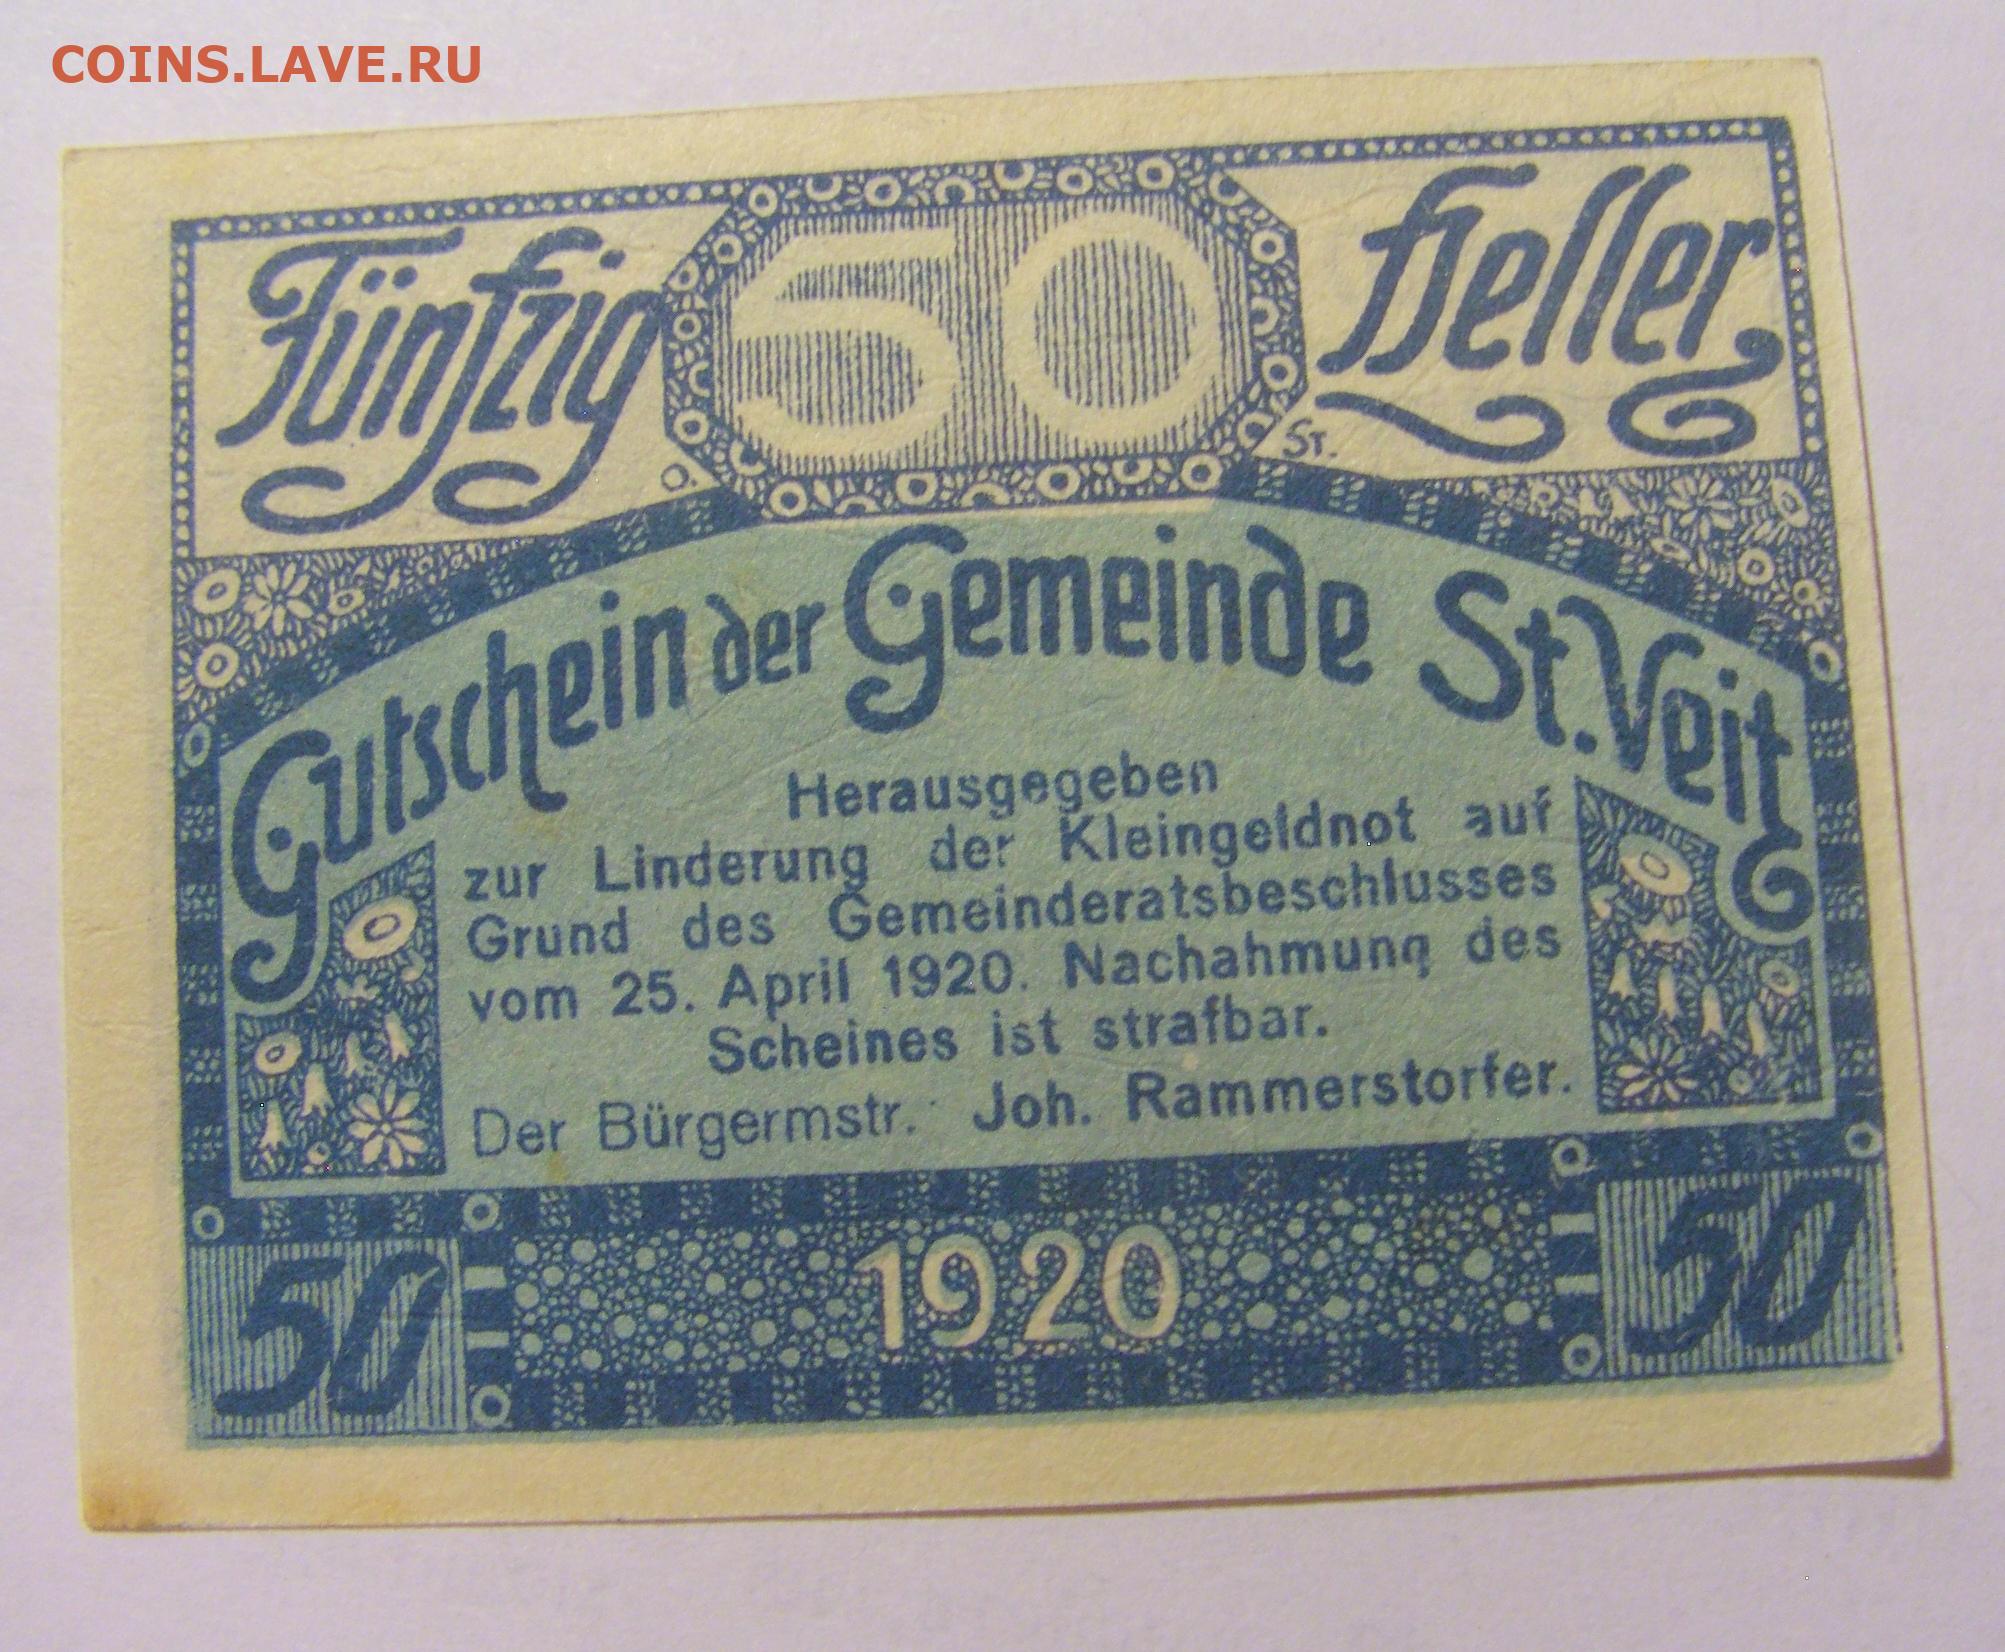 COINS.LAVE.RU
Fünfzig 50 Heller
O. St.
Gutschein der Gemeinde St. Veit
Herausgegeben
zur Linderung der Kleingeldnot auf
Grund des Gemeinderatsbeschlusses
vom 25. April 1920. Nachahmung des
Scheines ist strafbar.
Der Bürgermstr.: Joh. Rammerstorfer.
50 1920 50